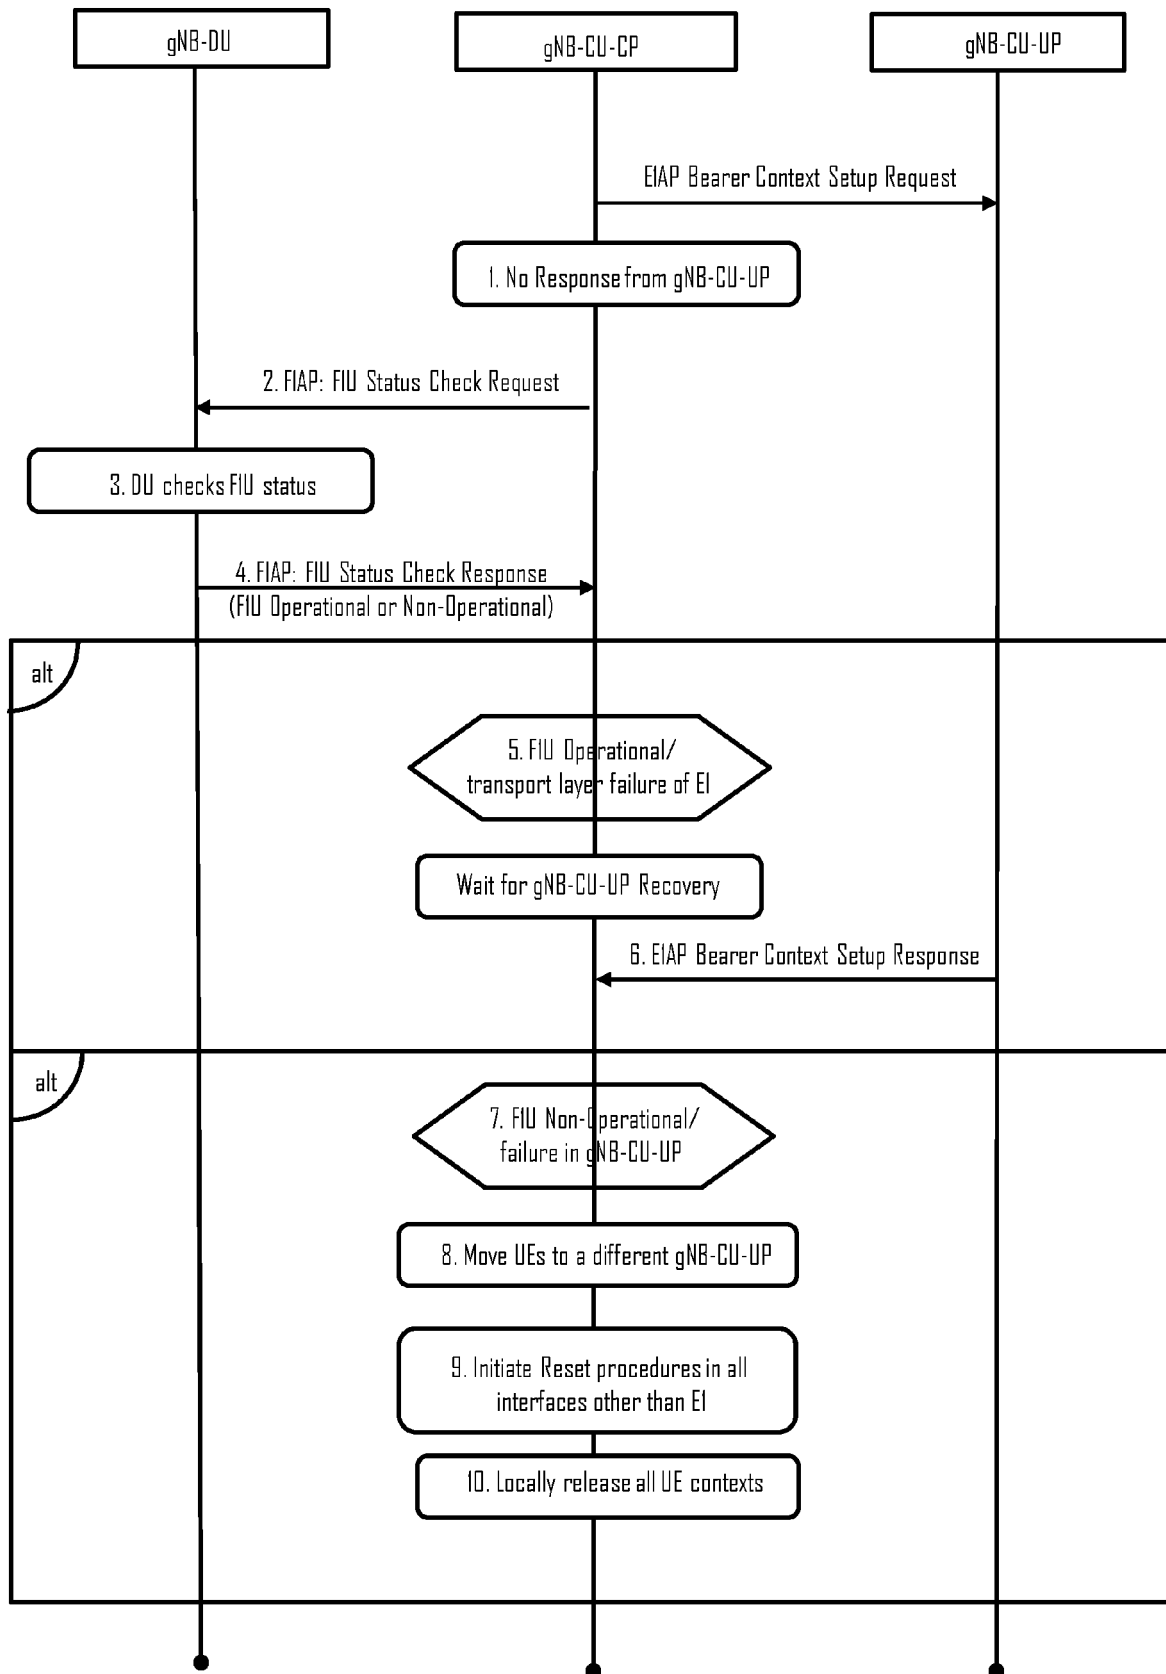 gNB-DU
gNB-CU-CP
gNB-CU-UP
E1AP Bearer Context Setup Request
1. No Response from gNB-CU-UP
2. F1AP: F1U Status Check Request
3. DU checks F1U status
4. F1AP: F1U Status Check Response
(F1U Operational or Non-Operational)
alt
5. F1U Operational/
transport layer failure of E1
Wait for gNB-CU-UP Recovery
6. E1AP Bearer Context Setup Response
alt
7. F1U Non-Operational/
failure in gNB-CU-UP
8. Move UEs to a different gNB-CU-UP
9. Initiate Reset procedures in all
interfaces other than E1
10. Locally release all UE contexts